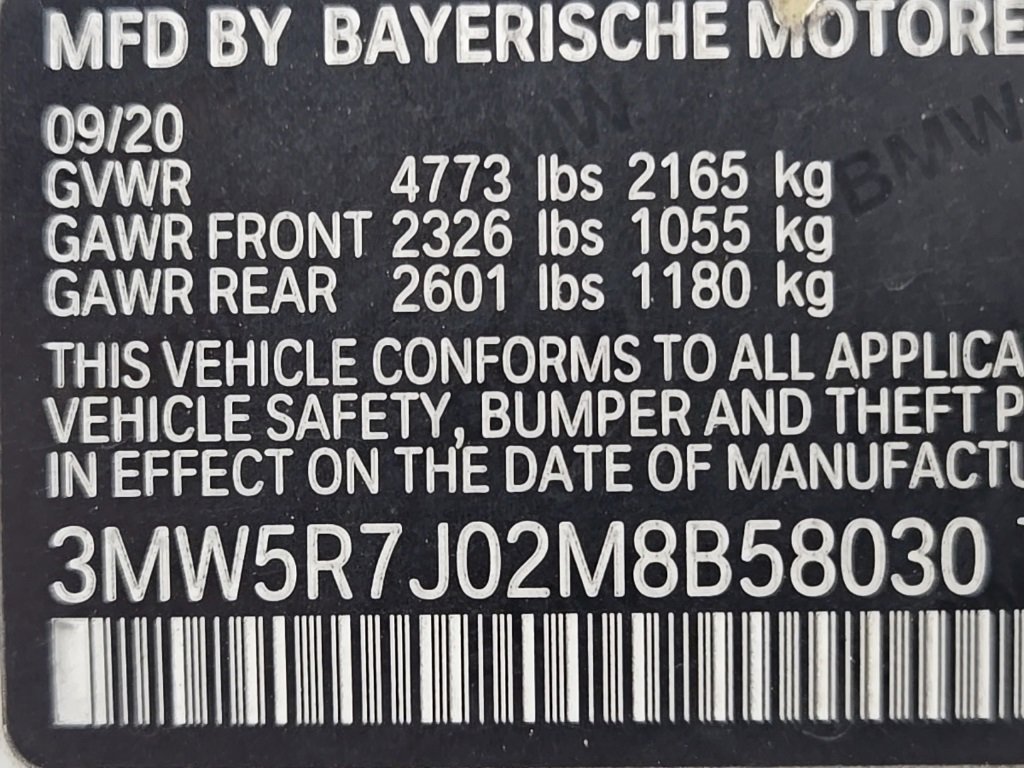 MFD BY BAYERISCHE MOTORE
BMW
BMW
09/20
GVWR 4773 lbs 2165 kg
GAWR FRONT 2326 lbs 1055 kg
GAWR REAR 2601 lbs 1180 kg
THIS VEHICLE CONFORMS TO ALL APPLICA
VEHICLE SAFETY, BUMPER AND THEFT P
IN EFFECT ON THE DATE OF MANUFACTU
3MW5R7J02M8B58030